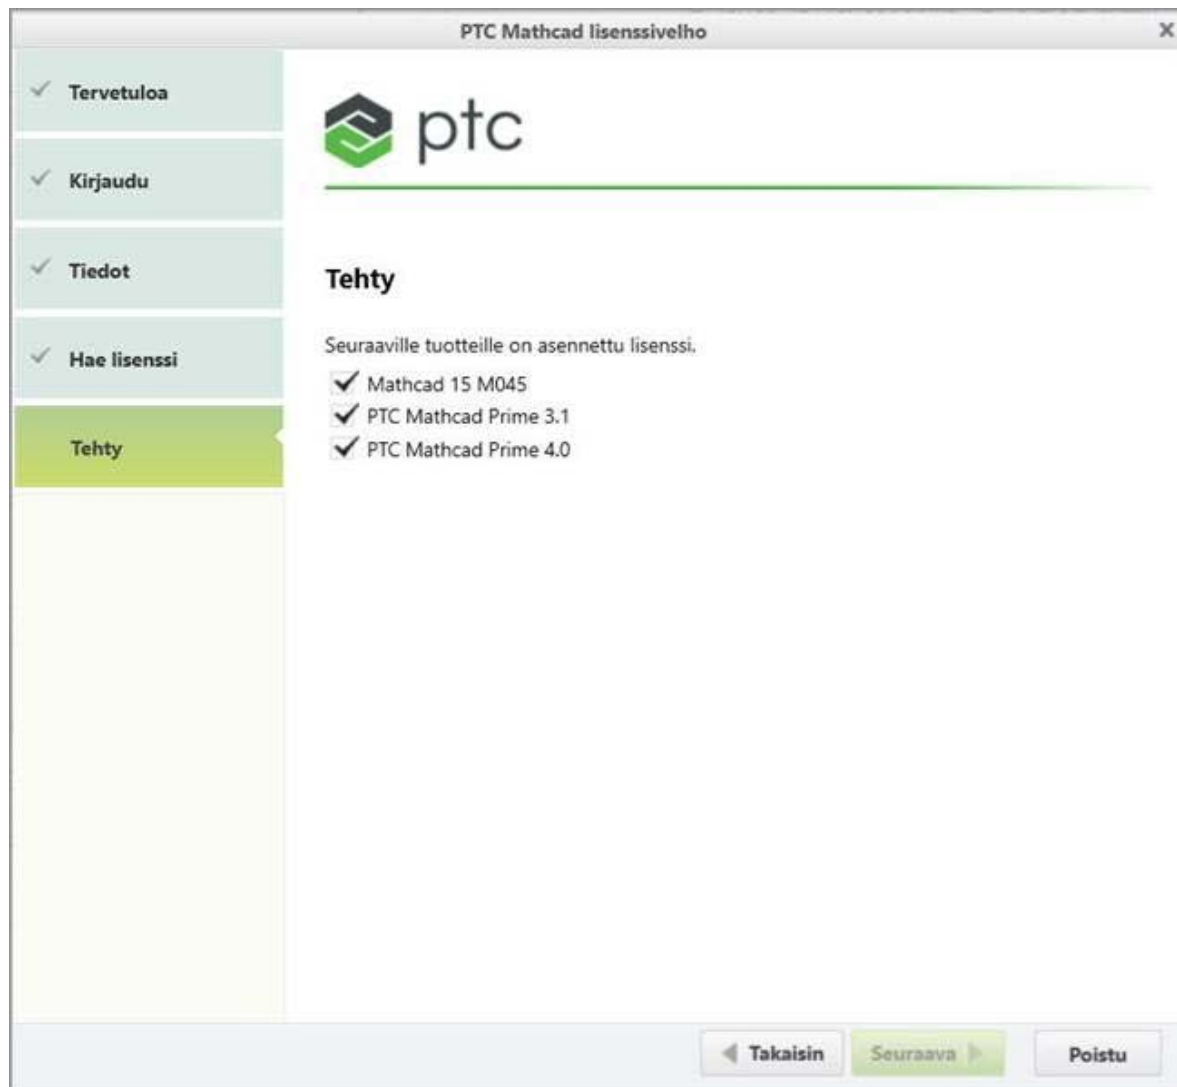 PTC Mathcad lisenssivelho
Tervetuloa
Kirjaudu
Tiedot
Hae lisenssi
Tehty
ptc
Tehty
Seuraaville tuotteille on asennettu lisenssi.
Mathcad 15 M045
PTC Mathcad Prime 3.1
PTC Mathcad Prime 4.0
Takaisin
Seuraava
Poistu